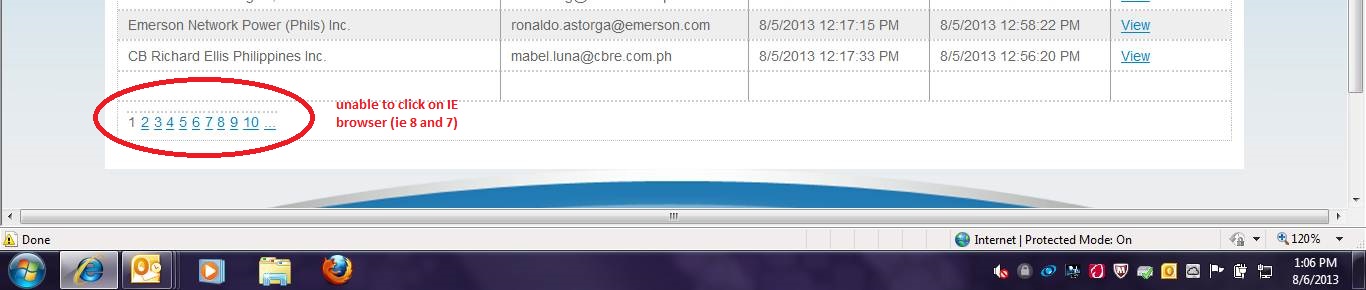 Emerson Network Power (Phils) Inc. ronaldo.astorga@emerson.com 8/5/2013 12:17:15 PM 8/5/2013 12:58:22 PM View
CB Richard Ellis Philippines Inc. mabel.luna@cbre.com.ph 8/5/2013 12:17:33 PM 8/5/2013 12:56:20 PM View
unable to click on IE
browser (ie 8 and 7)
1 2 3 4 5 6 7 8 9 10 ...
Done Internet | Protected Mode: On 120%
1:06 PM
8/6/2013